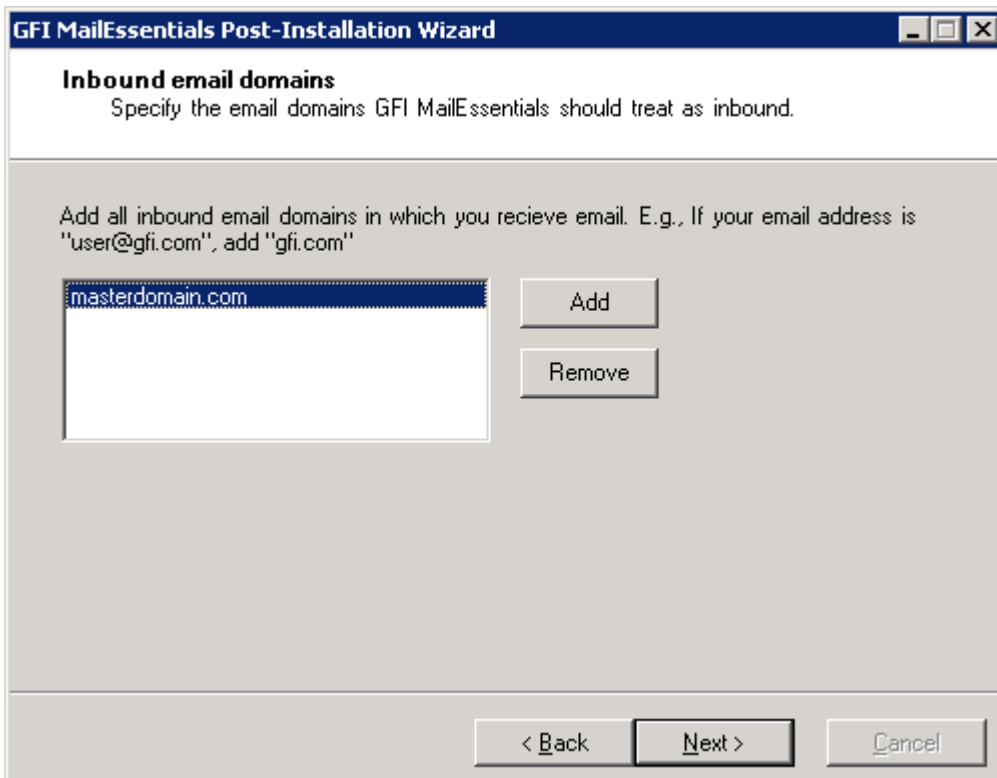 GFI MailEssentials Post-Installation Wizard
Inbound email domains
Specify the email domains GFI MailEssentials should treat as inbound.
Add all inbound email domains in which you recieve email. E.g., If your email address is
"user@gfi.com", add "gfi.com"
masterdomain.com
Add
Remove
< Back
Next >
Cancel